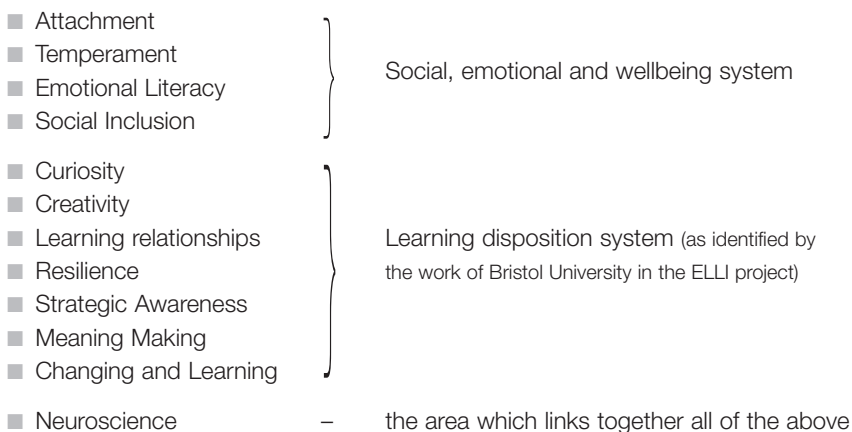 Attachment
Temperament
Emotional Literacy
Social Inclusion
Social, emotional and wellbeing system
Curiosity
Creativity
Learning relationships
Resilience
Strategic Awareness
Meaning Making
Changing and Learning
Learning disposition system (as identified by
the work of Bristol University in the ELLI project)
Neuroscience – the area which links together all of the above